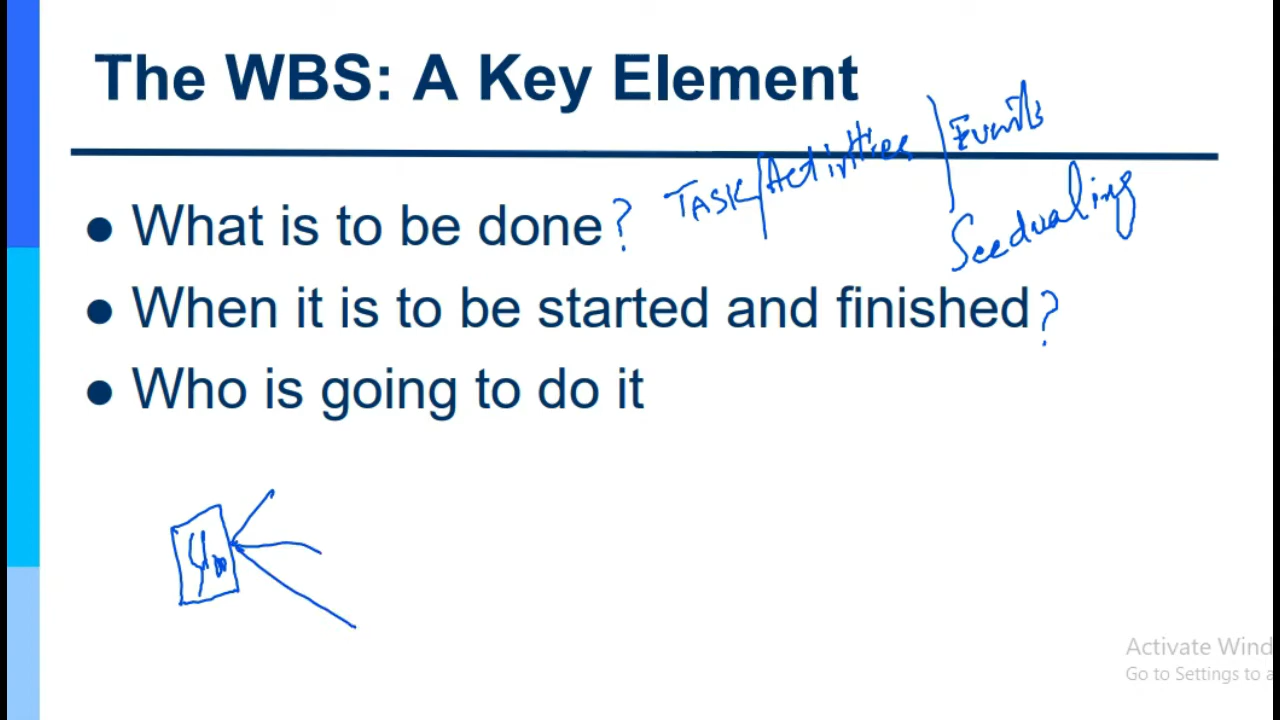 The WBS: A Key Element
TASK/Activities / Events
What is to be done?
Seedualing
When it is to be started and finished?
Who is going to do it
Activate Wind
Go to Settings to a